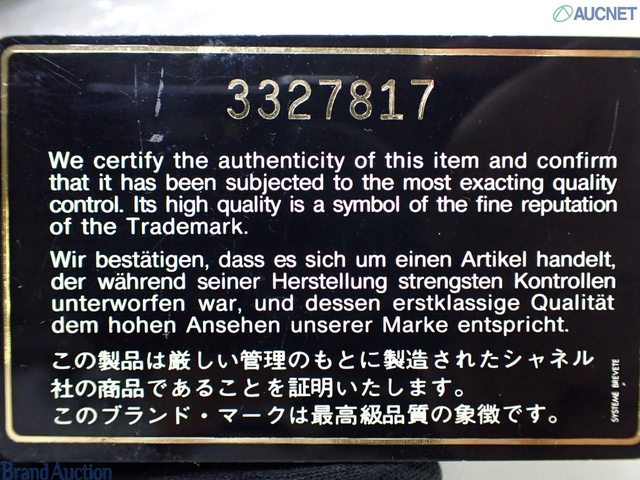 AUCNET
3327817
We certify the authenticity of this item and confirm
that it has been subjected to the most exacting quality
control. Its high quality is a symbol of the fine reputation
of the Trademark.
Wir bestätigen, dass es sich um einen Artikel handelt,
der während seiner Herstellung strengsten Kontrollen
unterworfen war, und dessen erstklassige Qualität
dem hohen Ansehen unserer Marke entspricht.
この製品は厳しい管理のもとに製造されたシャネル
社の商品であることを証明いたします。
このブランド・マークは最高級品質の象徴です。
SYSTEME BREVETE
Brand Auction